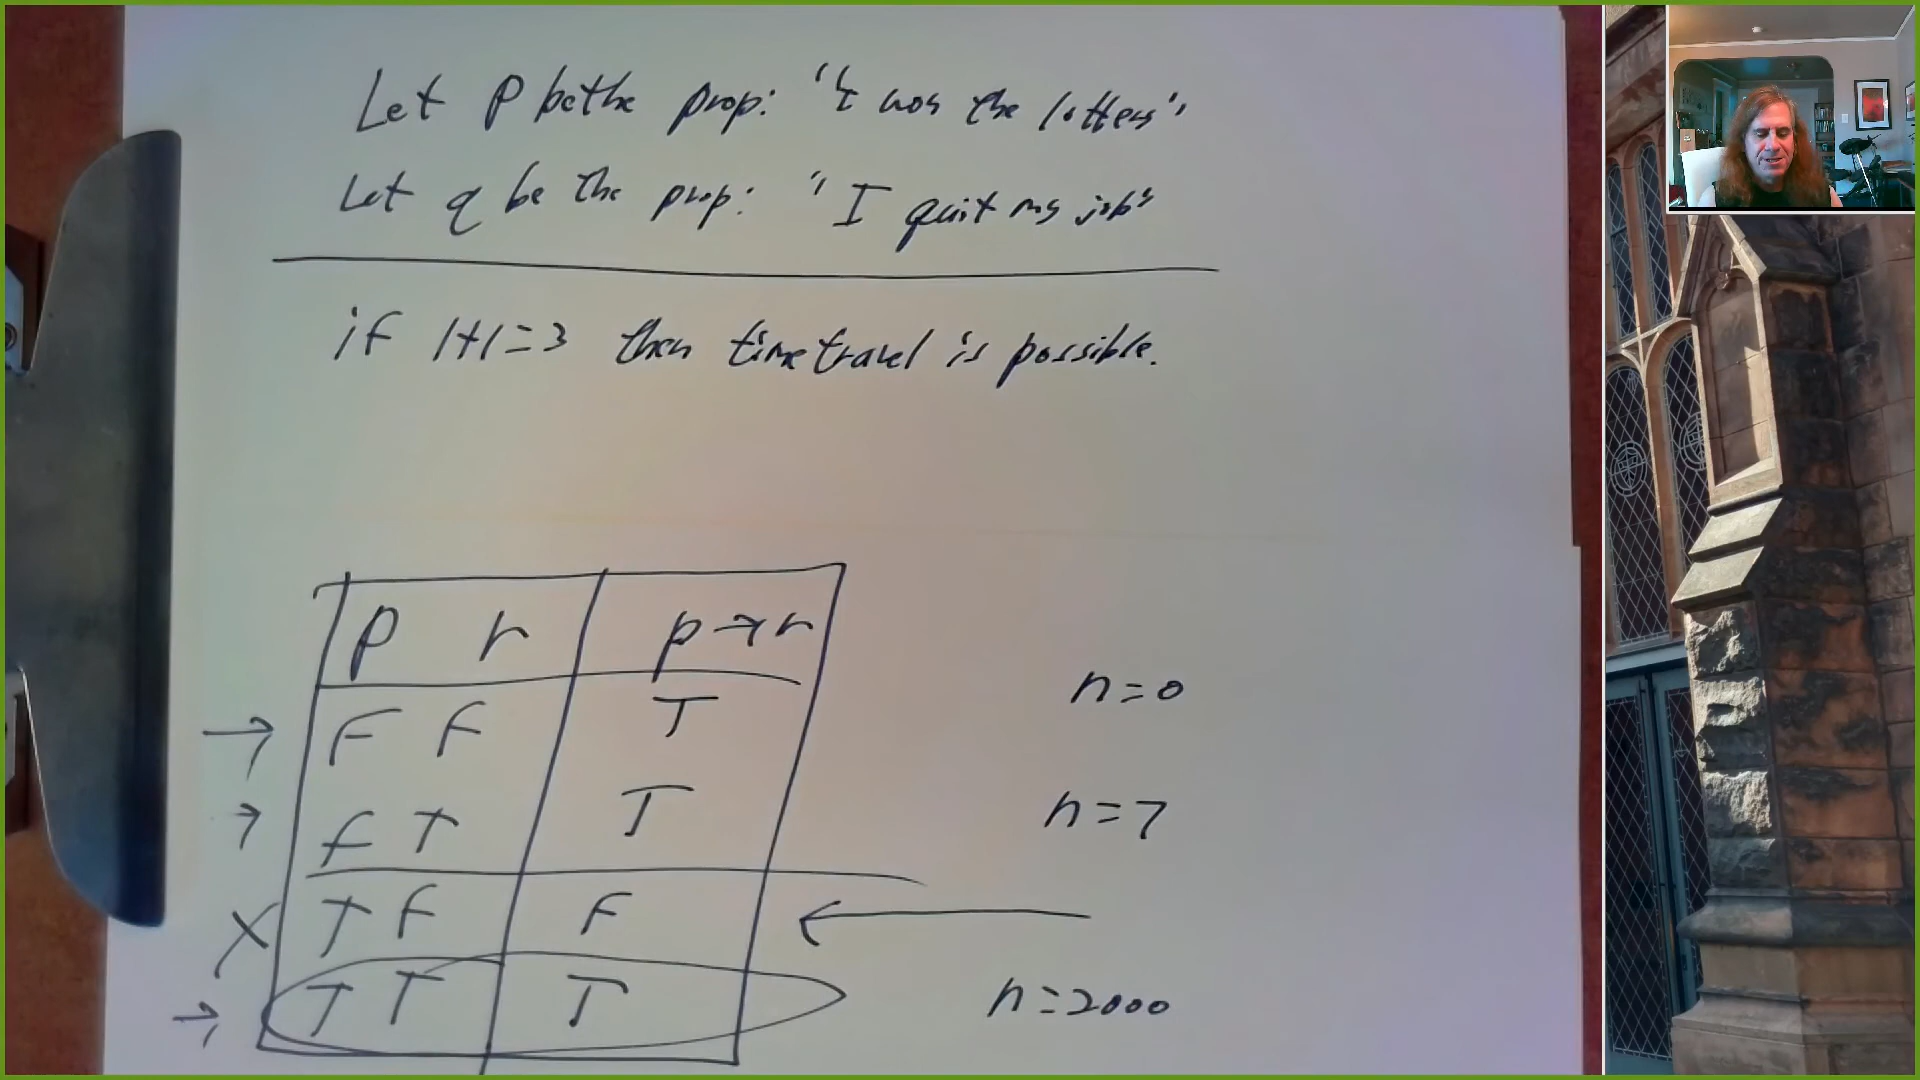 Let p be the prop: "I won the lottery"
Let q be the prop: "I quit my job"
if 1+1=3 then time travel is possible.
p r p→r
→ F F T n=0
→ F T T n=7
X T F F ←
→ T T T n=2000